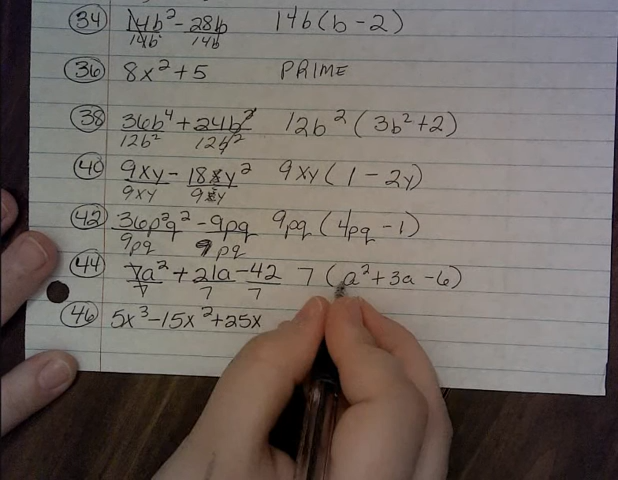 34 14b² - 28b 14b(b - 2)
14b 14b
36 8x² + 5 PRIME
38 36b⁴ + 24b² 12b²(3b² + 2)
12b² 12b²
40 9xy - 18xy² 9xy(1 - 2y)
9xy 9xy
42 36p²q² - 9pq 9pq(4pq - 1)
9pq 9pq
44 7a² + 21a - 42 7(a² + 3a - 6)
7 7 7
46 5x³ - 15x² + 25x